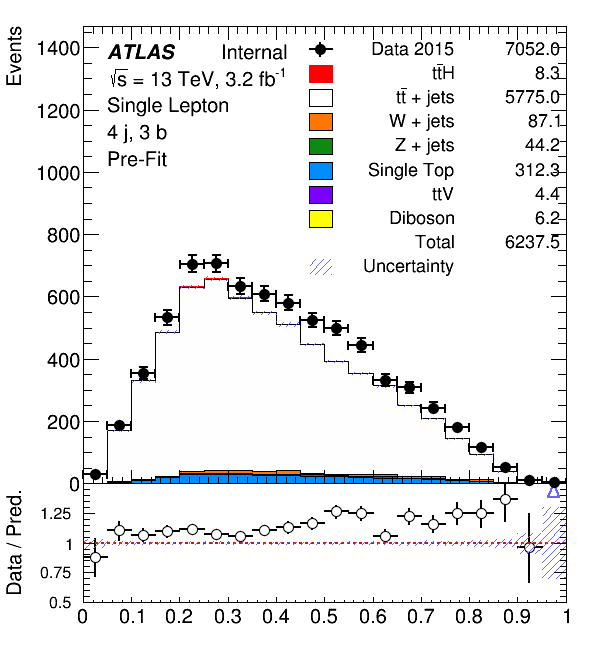 Events
1400
1200
1000
800
600
400
200
0
ATLAS Internal
√s = 13 TeV, 3.2 fb⁻¹
Single Lepton
4 j, 3 b
Pre-Fit
Data 2015 7052.0
tt̄H 8.3
tt̄ + jets 5775.0
W + jets 87.1
Z + jets 44.2
Single Top 312.3
ttV 4.4
Diboson 6.2
Total 6237.5
Uncertainty
Data / Pred.
1.25
1
0.75
0.5
0 0.1 0.2 0.3 0.4 0.5 0.6 0.7 0.8 0.9 1